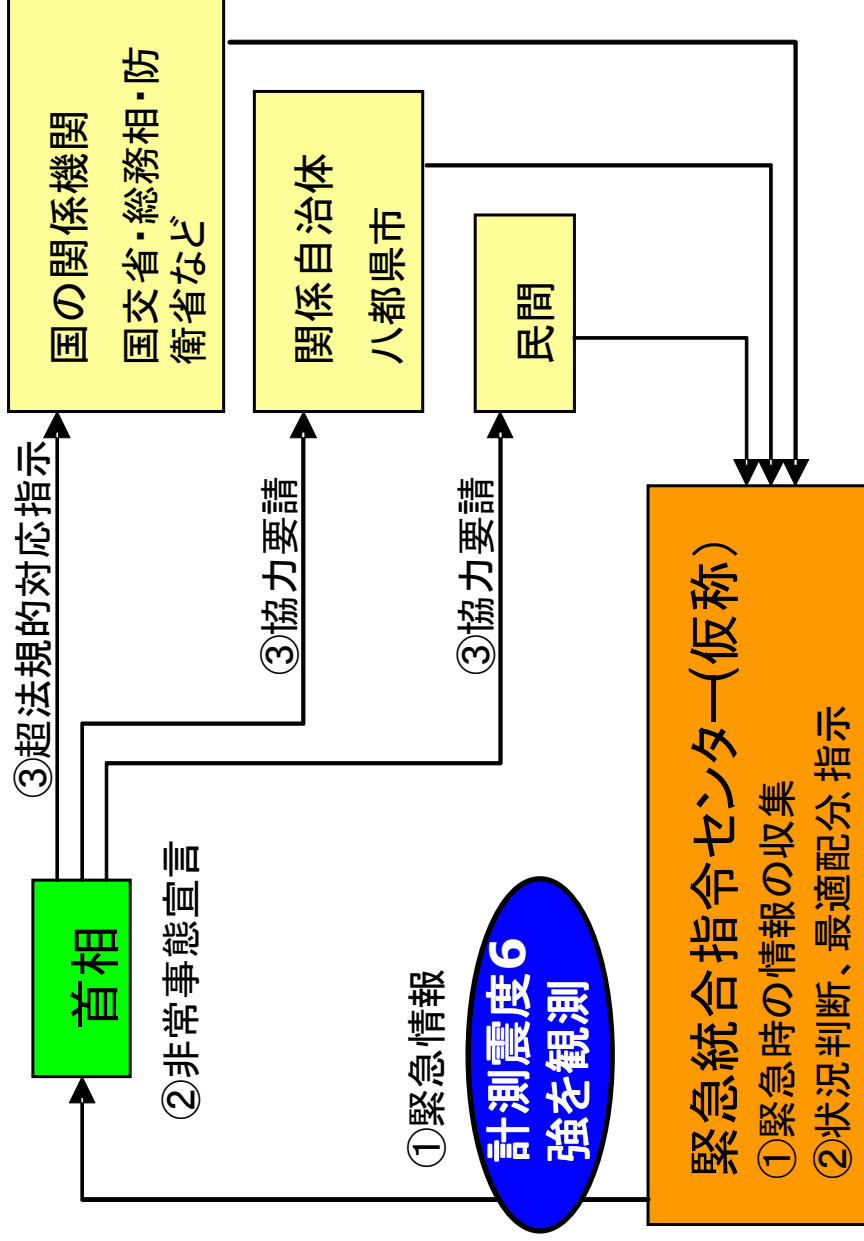 首相
②非常事態宣言
③超法規的対応指示
国の関係機関
国交省・総務相・防
衛省など
③協力要請
関係自治体
八都県市
③協力要請
民間
①緊急情報
計測震度6
強を観測
緊急統合指令センター(仮称)
①緊急時の情報の収集
②状況判断、最適配分、指示